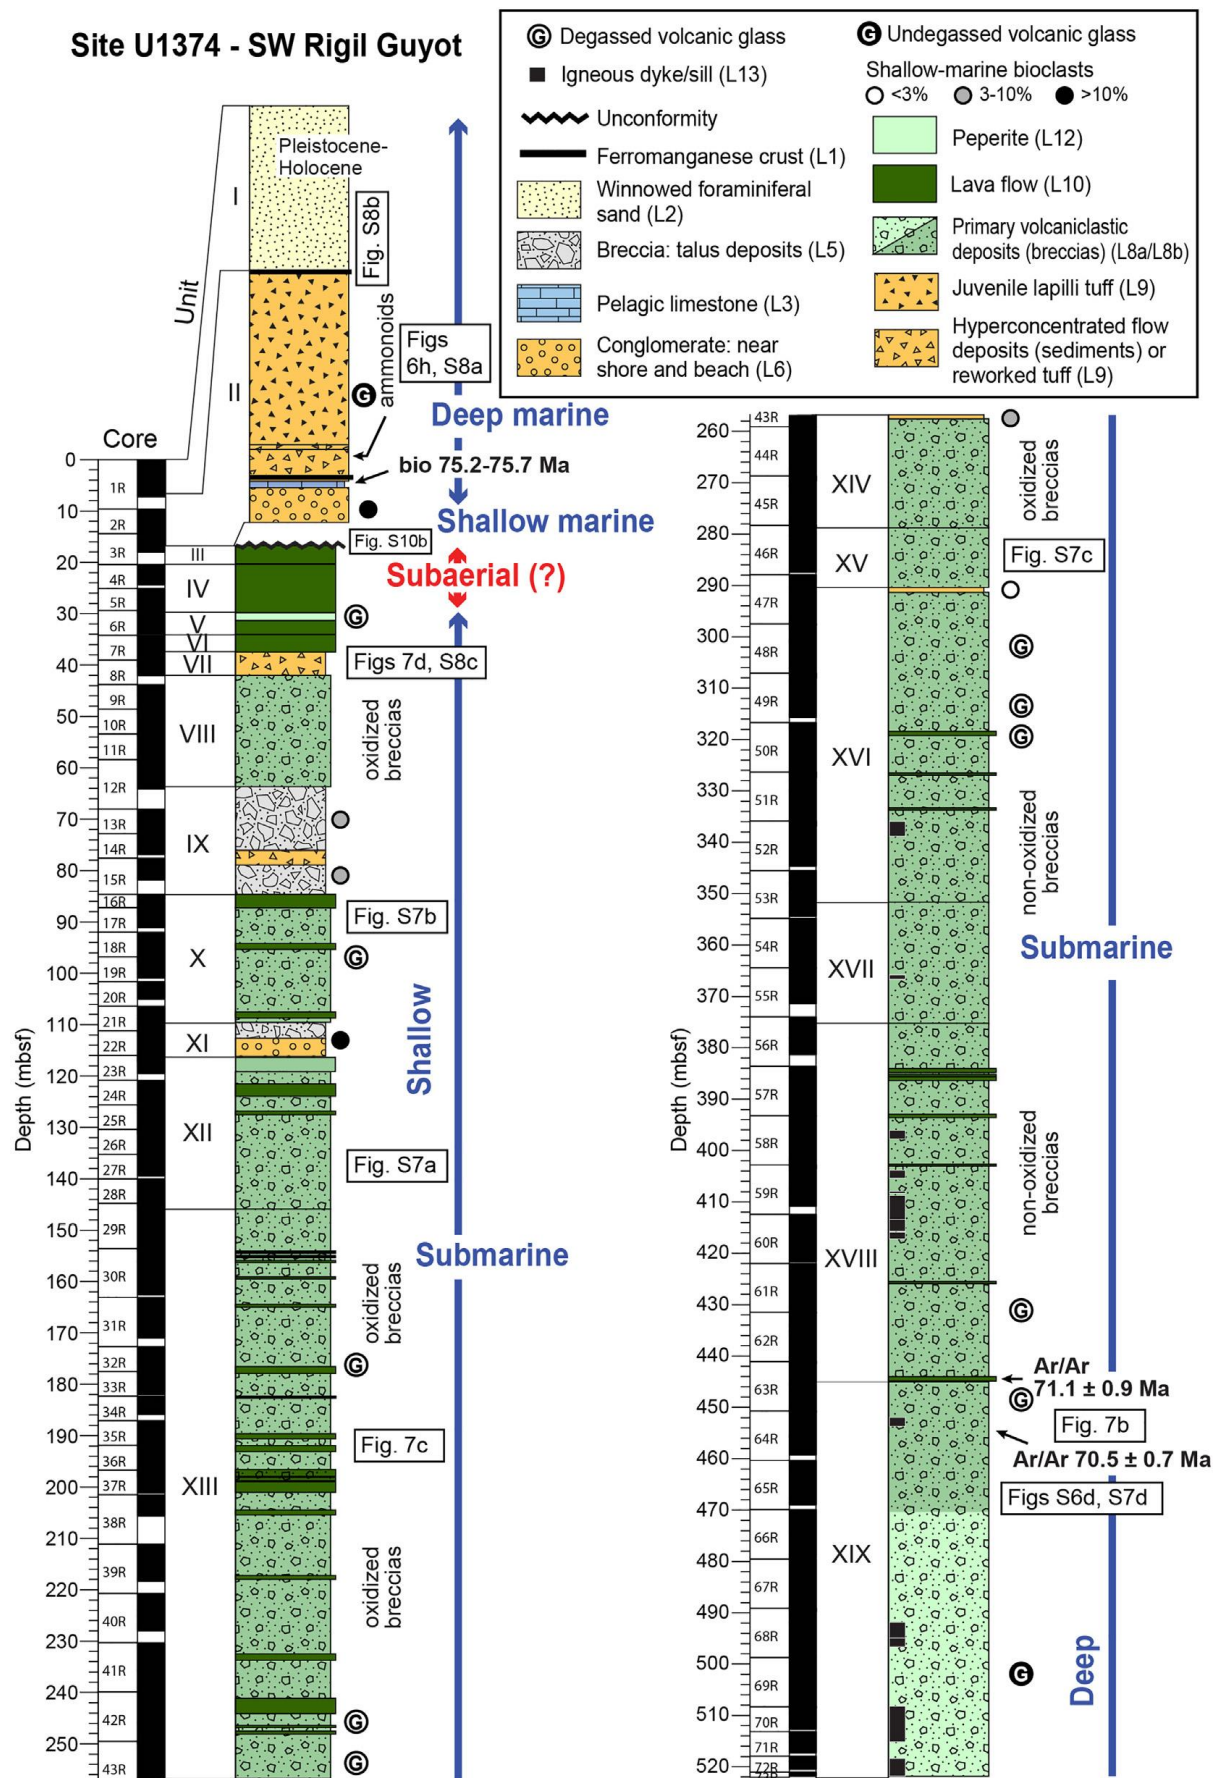 Site U1374 - SW Rigil Guyot
G Degassed volcanic glass
Igneous dyke/sill (L13)
Unconformity
Ferromanganese crust (L1)
Winnowed foraminiferal
sand (L2)
Breccia: talus deposits (L5)
Pelagic limestone (L3)
Conglomerate: near
shore and beach (L6)
G Undegassed volcanic glass
Shallow-marine bioclasts
<3% 3-10% >10%
Peperite (L12)
Lava flow (L10)
Primary volcaniclastic
deposits (breccias) (L8a/L8b)
Juvenile lapilli tuff (L9)
Hyperconcentrated flow
deposits (sediments) or
reworked tuff (L9)
Pleistocene-
Holocene
I
Unit
II
Fig. S8b
ammonoids
Figs
6h, S8a
G
Deep marine
bio 75.2-75.7 Ma
Shallow marine
Fig. S10b
Subaerial (?)
G
Figs 7d, S8c
oxidized
breccias
Fig. S7b
G
Shallow
Fig. S7a
Submarine
oxidized
breccias
G
Fig. 7c
oxidized
breccias
G
G
Core
Depth (mbsf)
0
10
20
30
40
50
60
70
80
90
100
110
120
130
140
150
160
170
180
190
200
210
220
230
240
250
1R
2R
3R
4R
5R
6R
7R
8R
9R
10R
11R
12R
13R
14R
15R
16R
17R
18R
19R
20R
21R
22R
23R
24R
25R
26R
27R
28R
29R
30R
31R
32R
33R
34R
35R
36R
37R
38R
39R
40R
41R
42R
43R
III
IV
V
VI
VII
VIII
IX
X
XI
XII
XIII
Depth (mbsf)
260
270
280
290
300
310
320
330
340
350
360
370
380
390
400
410
420
430
440
450
460
470
480
490
500
510
520
43R
44R
45R
46R
47R
48R
49R
50R
51R
52R
53R
54R
55R
56R
57R
58R
59R
60R
61R
62R
63R
64R
65R
66R
67R
68R
69R
70R
71R
72R
73R
XIV
XV
XVI
XVII
XVIII
XIX
oxidized
breccias
Fig. S7c
G
G
G
non-oxidized
breccias
Submarine
non-oxidized
breccias
G
Ar/Ar
71.1 ± 0.9 Ma
G
Fig. 7b
Ar/Ar 70.5 ± 0.7 Ma
Figs S6d, S7d
Deep
G